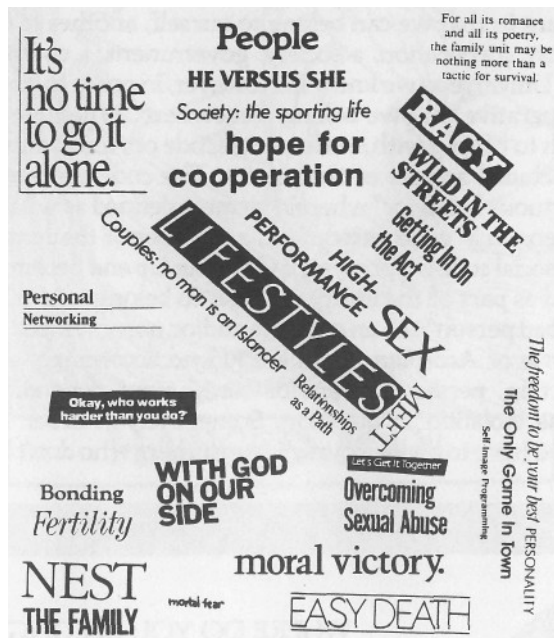 It's
no time
to go it
alone.
People
HE VERSUS SHE
Society: the sporting life
hope for
cooperation
For all its romance
and all its poetry,
the family unit may be
nothing more than a
tactic for survival.
RACY
WILD IN THE
STREETS
Getting In On
the Act
HIGH-
PERFORMANCE
SEX
LIFESTYLES
Couples, no man is an Islander
Relationships
as a Path
MEET
Personal
Networking
Okay, who works
harder than you do?
WITH GOD
ON OUR
SIDE
Let's Get It Together
Overcoming
Sexual Abuse
The freedom to be your best PERSONALITY
The Only Game In Town
Self Image Programming
Bonding
Fertility
moral victory.
NEST
THE FAMILY
mortal fear
EASY DEATH